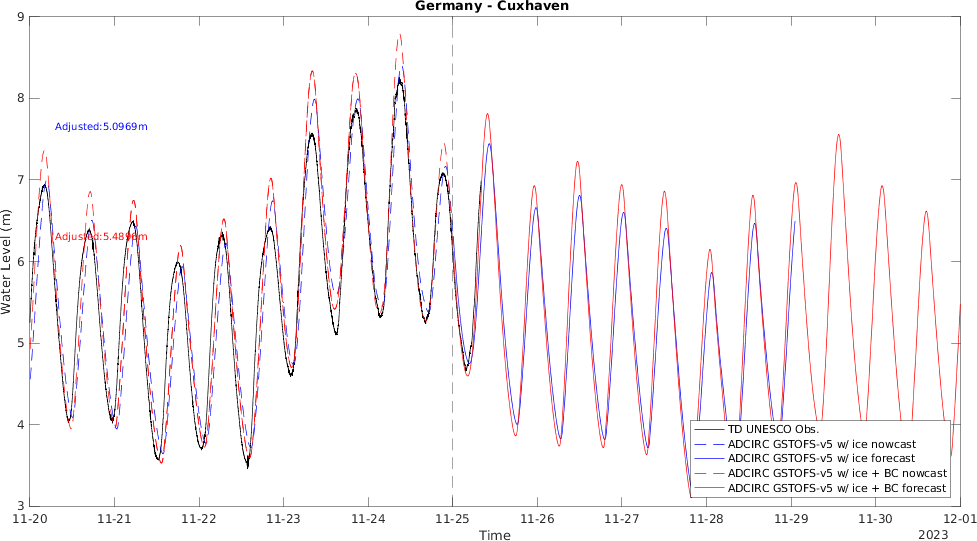 Germany - Cuxhaven
9
8
7
6
5
4
3
Water Level (m)
Adjusted:5.0969m
Adjusted:5.4896m
TD UNESCO Obs.
ADCIRC GSTOFS-v5 w/ ice nowcast
ADCIRC GSTOFS-v5 w/ ice forecast
ADCIRC GSTOFS-v5 w/ ice + BC nowcast
ADCIRC GSTOFS-v5 w/ ice + BC forecast
11-20 11-21 11-22 11-23 11-24 11-25 11-26 11-27 11-28 11-29 11-30 12-01
Time
2023